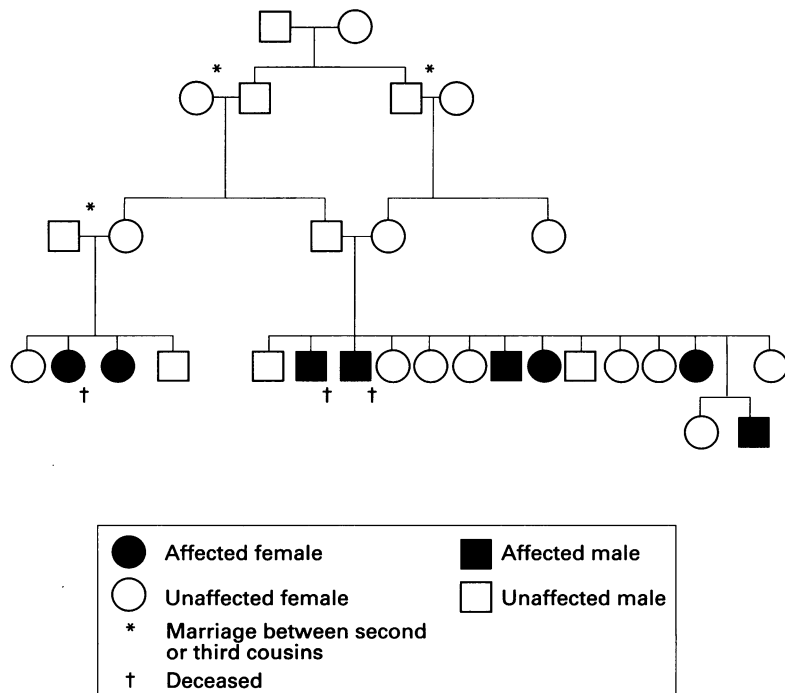 *
*
*
†
†
†
Affected female
Affected male
Unaffected female
Unaffected male
* Marriage between second
or third cousins
† Deceased